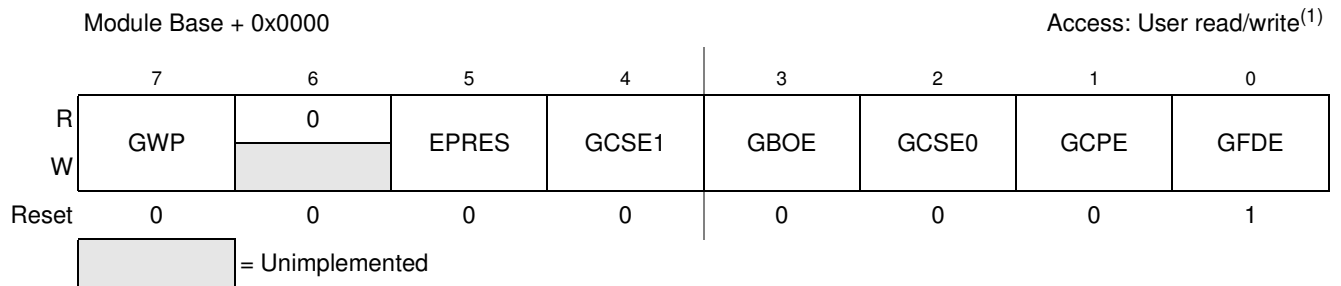 Module Base + 0x0000 Access: User read/write(1)
7 6 5 4 3 2 1 0
R GWP 0 EPRES GCSE1 GBOE GCSE0 GCPE GFDE
W
Reset 0 0 0 0 0 0 0 1
= Unimplemented